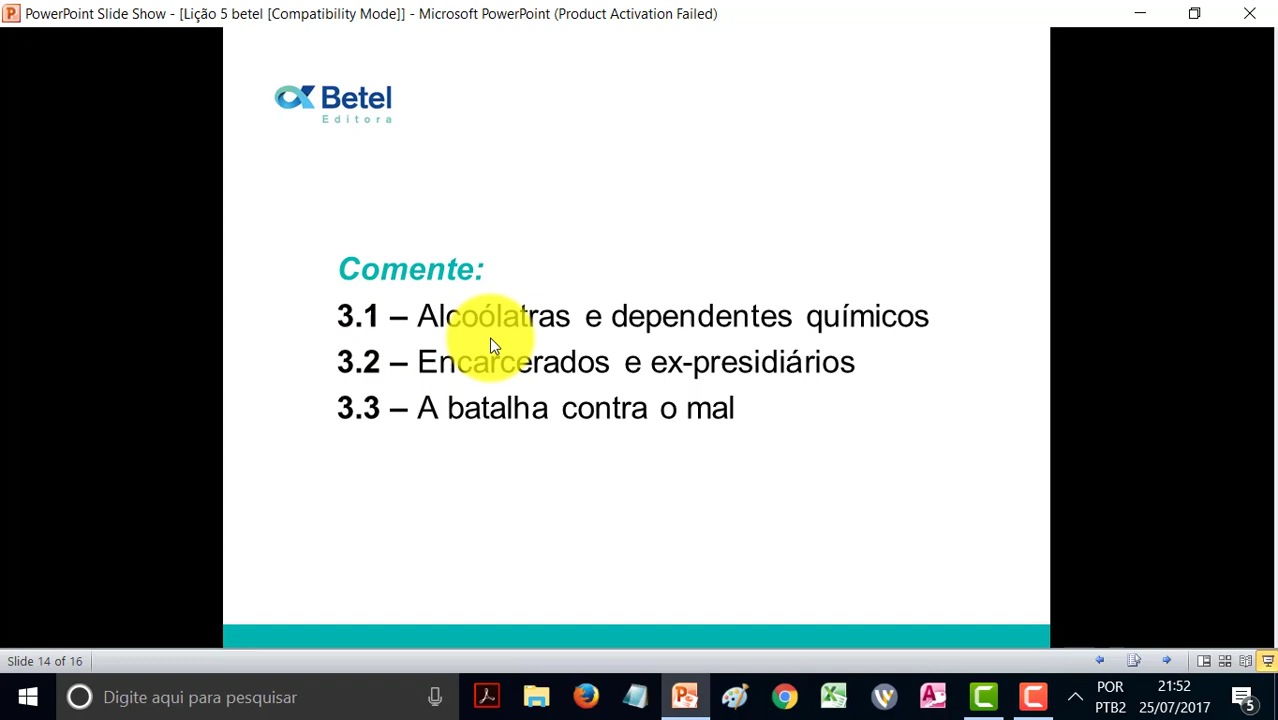 PowerPoint Slide Show - [Lição 5 betel [Compatibility Mode]] - Microsoft PowerPoint (Product Activation Failed)
Betel
Editora
Comente:
3.1 – Alcoólatras e dependentes químicos
3.2 – Encarcerados e ex-presidiários
3.3 – A batalha contra o mal
Slide 14 of 16
Digite aqui para pesquisar
POR
PTB2
21:52
25/07/2017
5